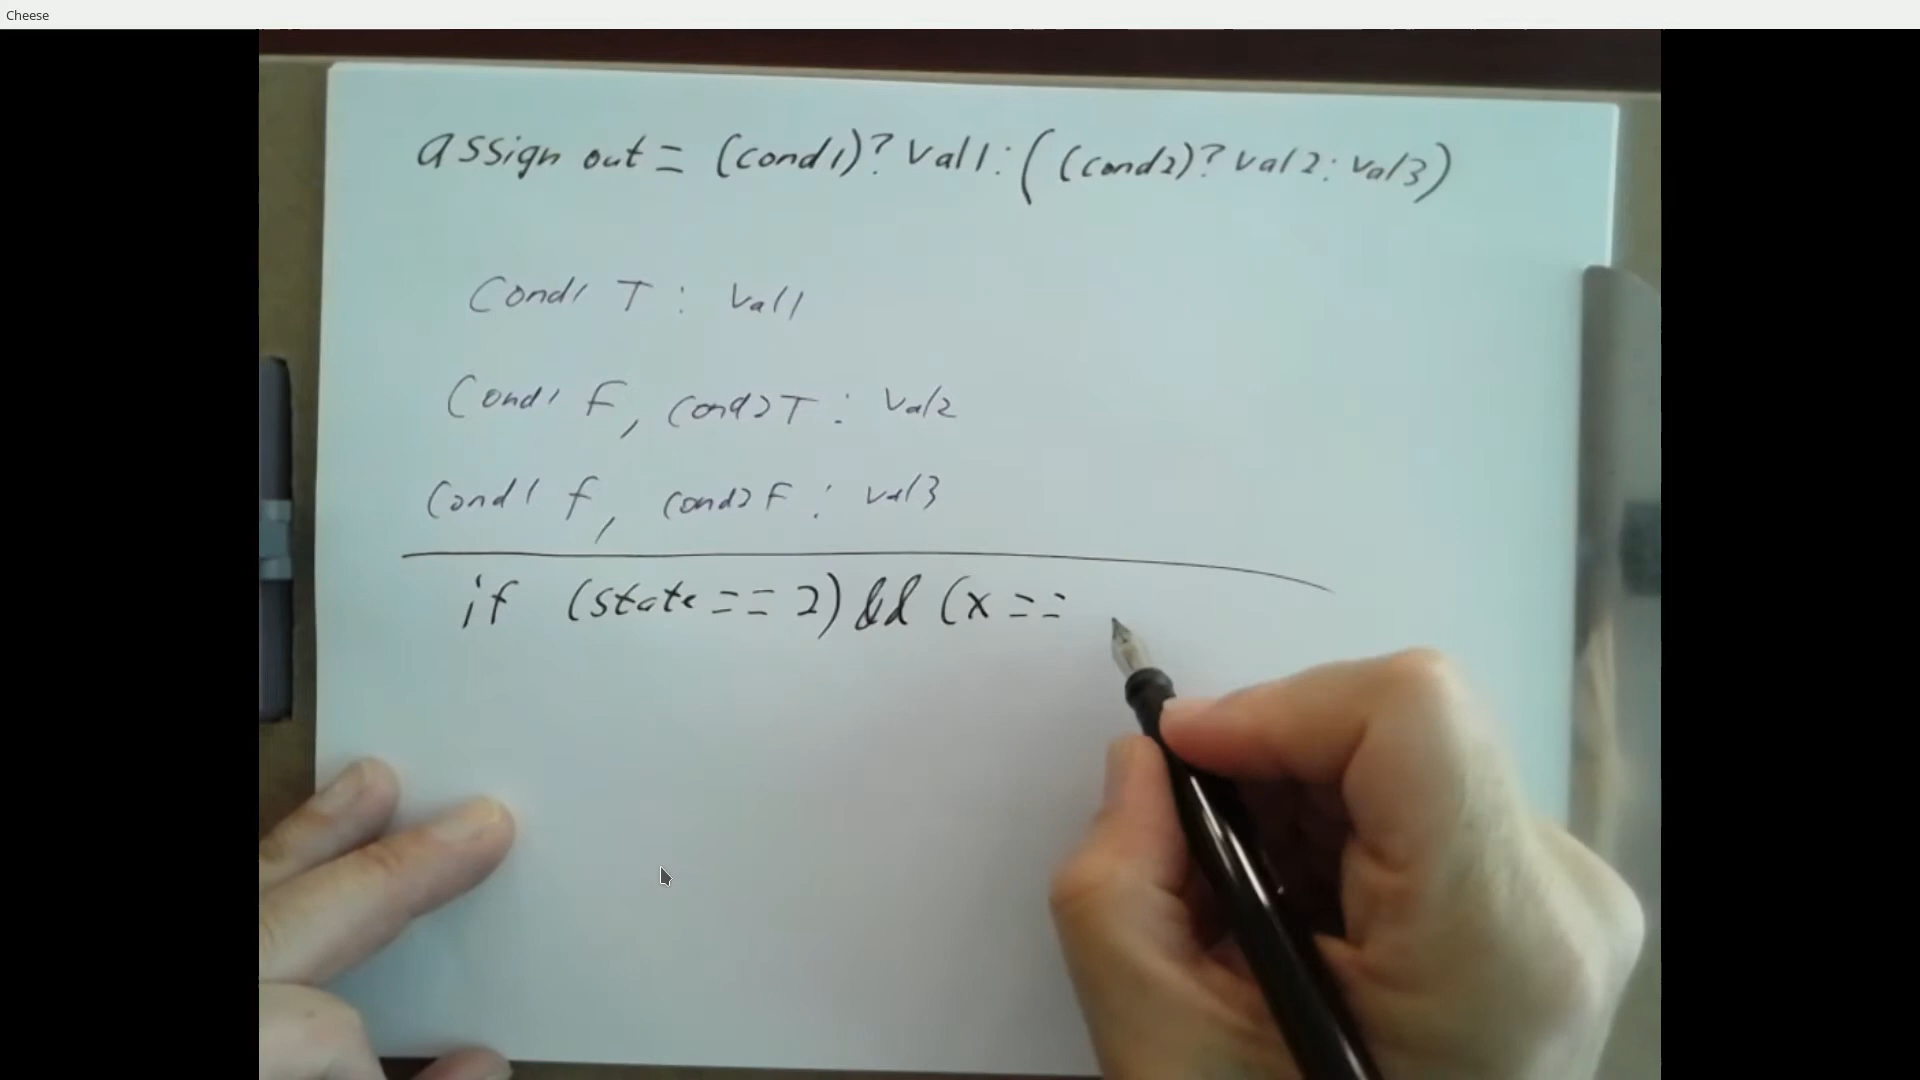 Cheese
assign out = (cond1)? val1: ((cond2)? val2: val3)
Cond1 T: val1
Cond1 F, cond2 T: val2
Cond1 f, cond2 F: val3
if (state == 2) && (x ==